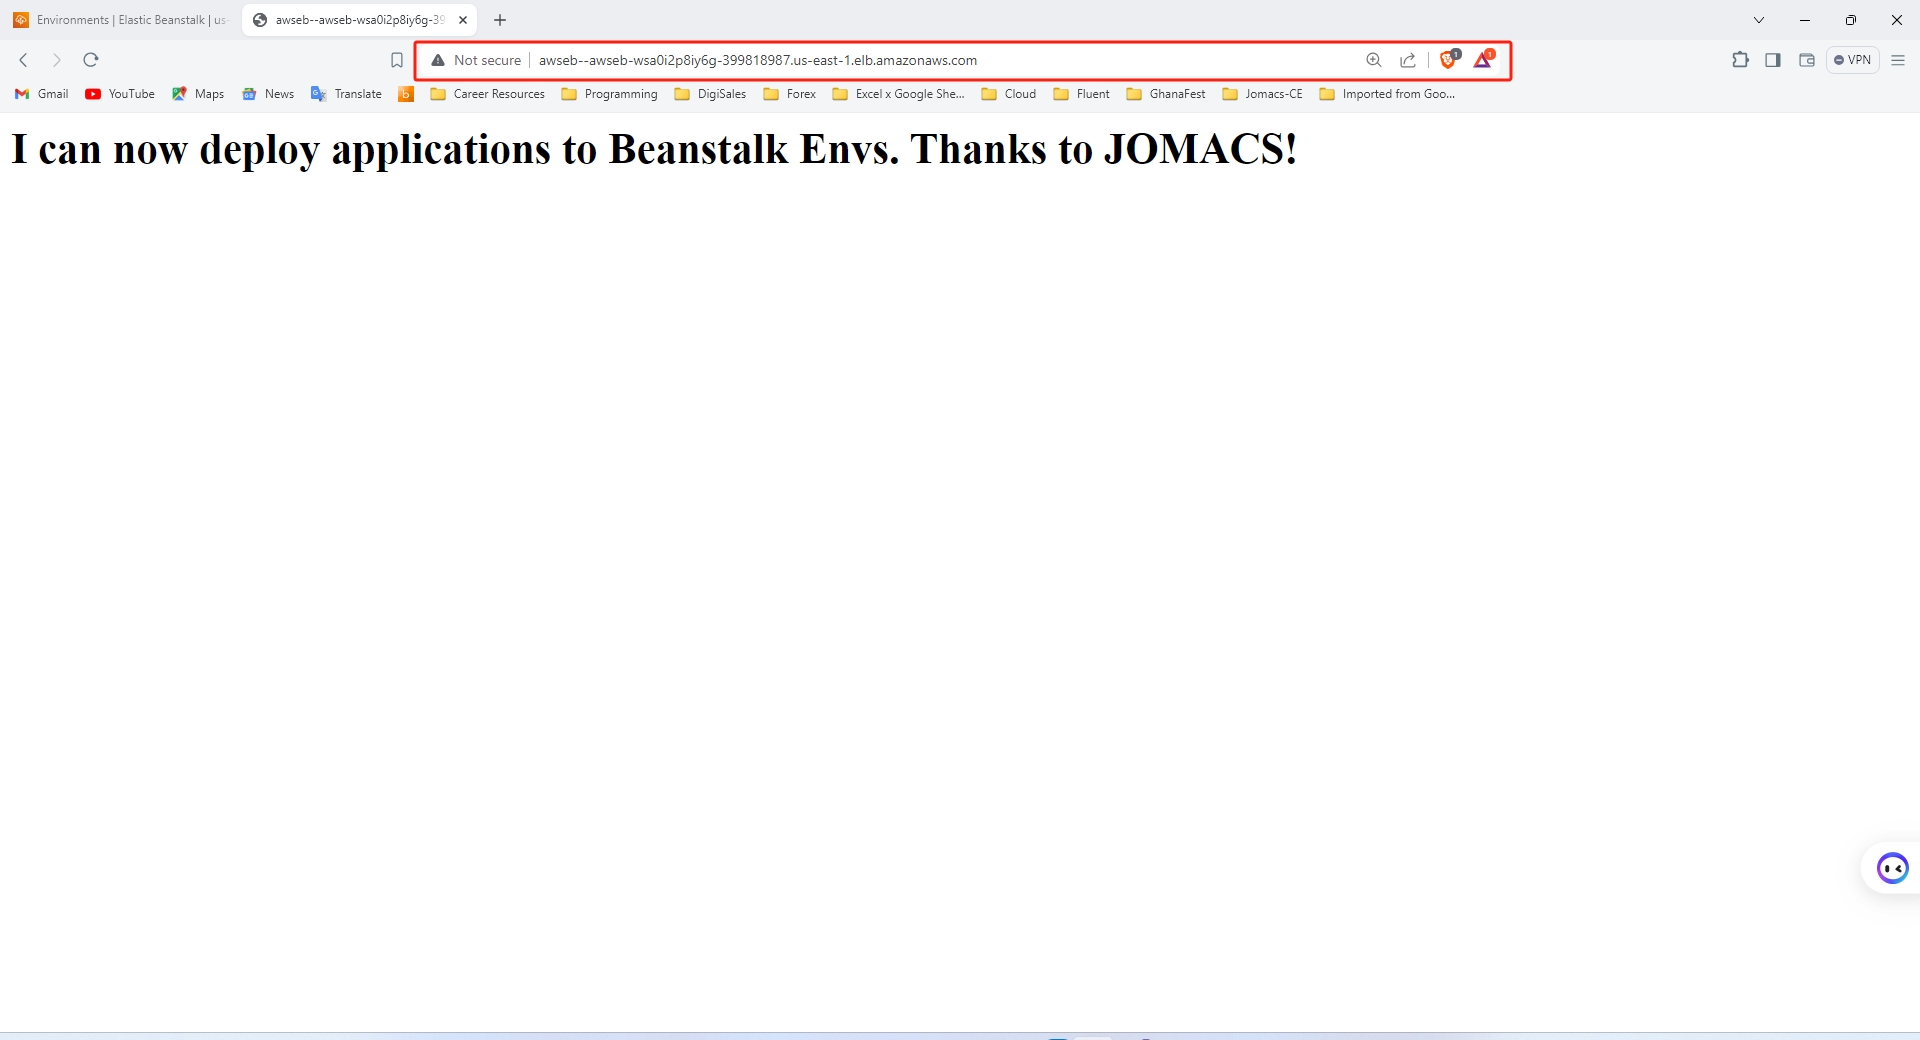 Environments | Elastic Beanstalk | us-
awseb--awseb-wsa0i2p8iy6g-39
Not secure awseb--awseb-wsa0i2p8iy6g-399818987.us-east-1.elb.amazonaws.com 1 1 VPN
Gmail YouTube Maps News Translate b Career Resources Programming DigiSales Forex Excel x Google She... Cloud Fluent GhanaFest Jomacs-CE Imported from Goo...
I can now deploy applications to Beanstalk Envs. Thanks to JOMACS!